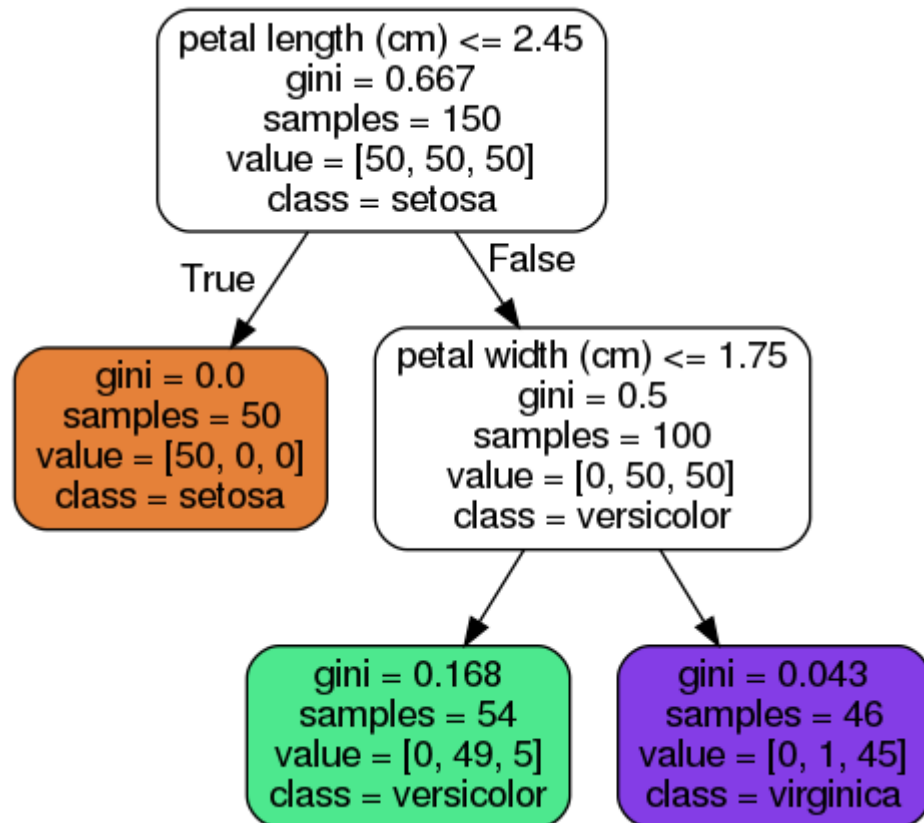 petal length (cm) <= 2.45
gini = 0.667
samples = 150
value = [50, 50, 50]
class = setosa
True
False
gini = 0.0
samples = 50
value = [50, 0, 0]
class = setosa
petal width (cm) <= 1.75
gini = 0.5
samples = 100
value = [0, 50, 50]
class = versicolor
gini = 0.168
samples = 54
value = [0, 49, 5]
class = versicolor
gini = 0.043
samples = 46
value = [0, 1, 45]
class = virginica